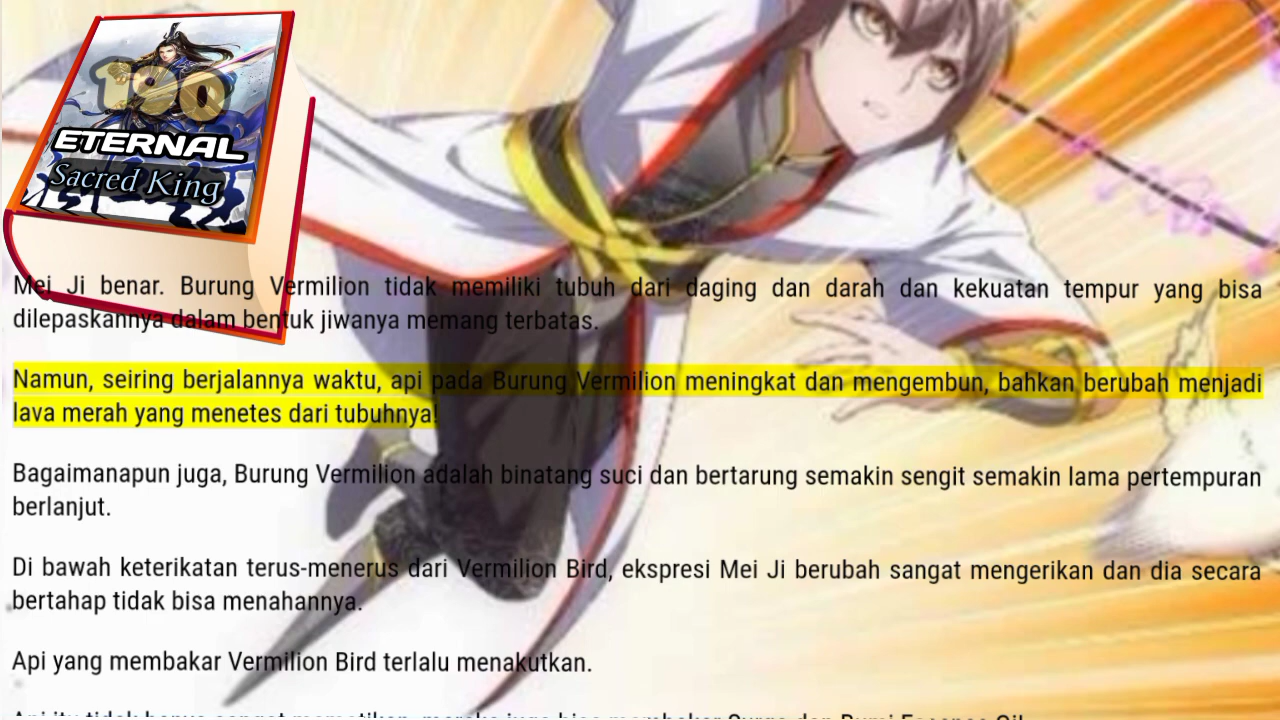 190
ETERNAL
Sacred King
Mei Ji benar. Burung Vermilion tidak memiliki tubuh dari daging dan darah dan kekuatan tempur yang bisa
dilepaskannya dalam bentuk jiwanya memang terbatas.
Namun, seiring berjalannya waktu, api pada Burung Vermilion meningkat dan mengembun, bahkan berubah menjadi
lava merah yang menetes dari tubuhnya!
Bagaimanapun juga, Burung Vermilion adalah binatang suci dan bertarung semakin sengit semakin lama pertempuran
berlanjut.
Di bawah keterikatan terus-menerus dari Vermilion Bird, ekspresi Mei Ji berubah sangat mengerikan dan dia secara
bertahap tidak bisa menahannya.
Api yang membakar Vermilion Bird terlalu menakutkan.